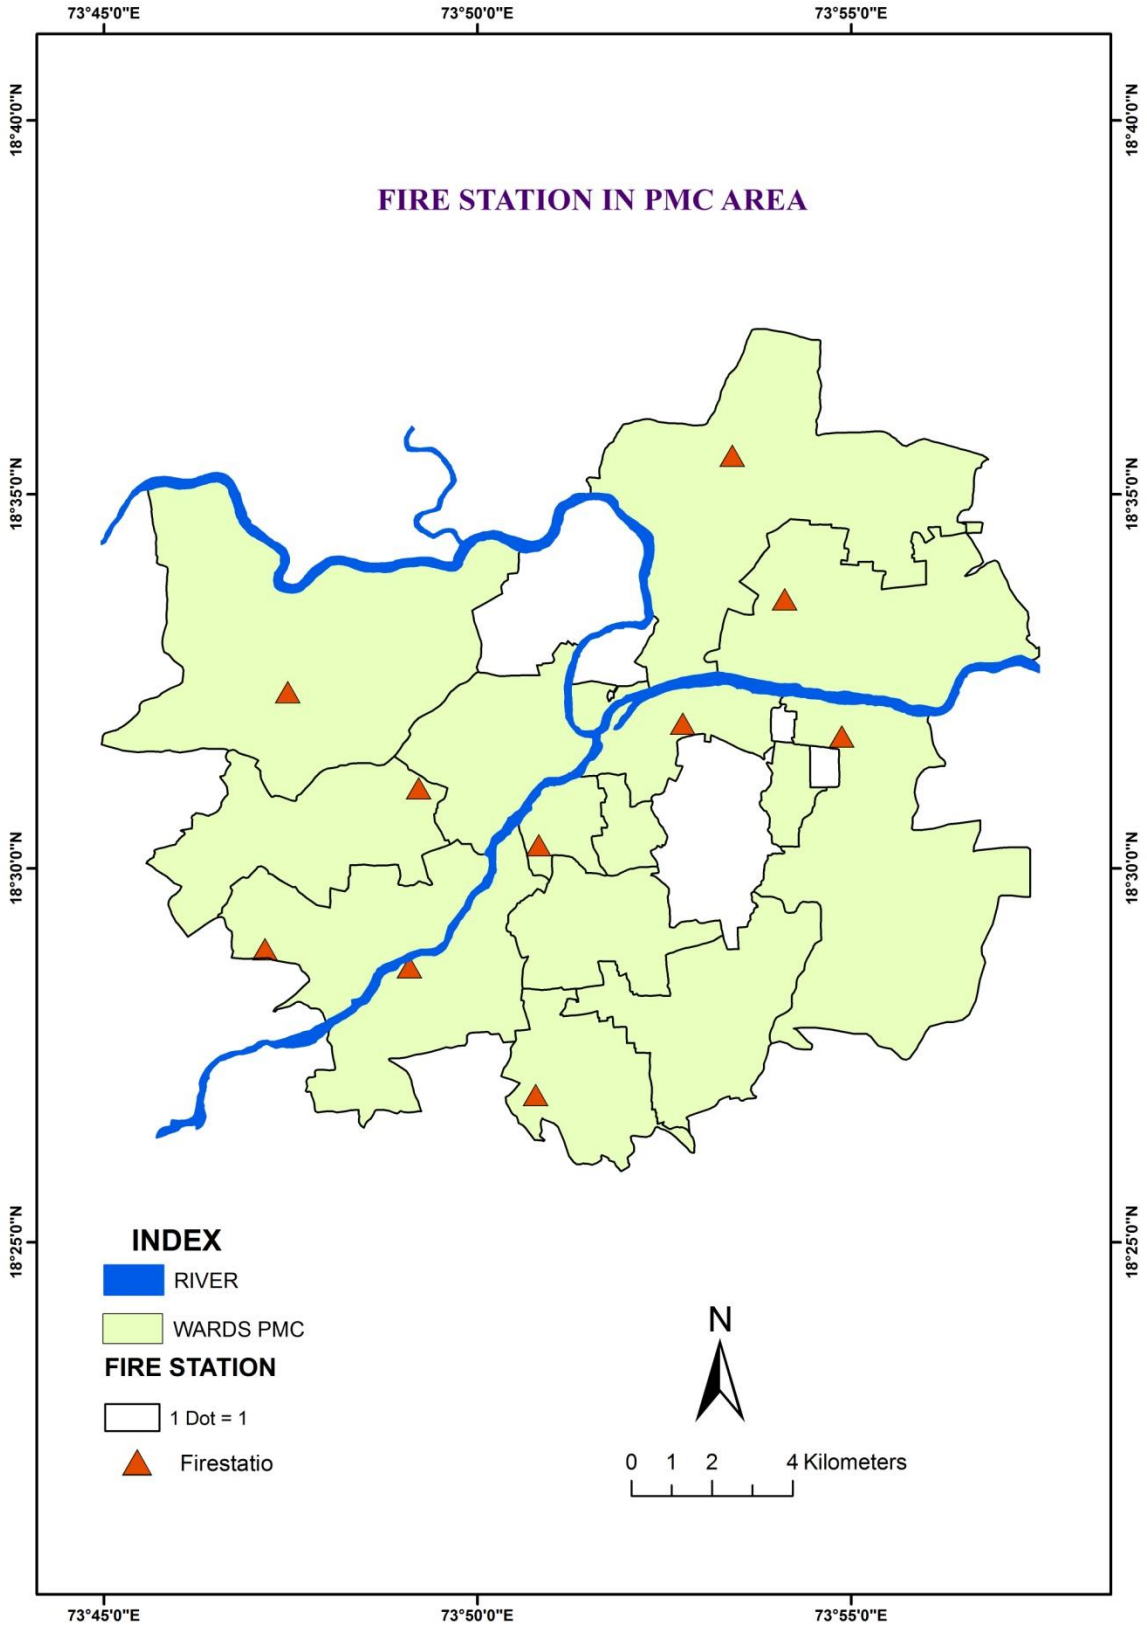 73°45'0"E 73°50'0"E 73°55'0"E
18°40'0"N 18°40'0"N
FIRE STATION IN PMC AREA
18°35'0"N 18°35'0"N
18°30'0"N 18°30'0"N
18°25'0"N 18°25'0"N
INDEX
RIVER
WARDS PMC
FIRE STATION
1 Dot = 1
Firestatio
N
0 1 2 4 Kilometers
73°45'0"E 73°50'0"E 73°55'0"E